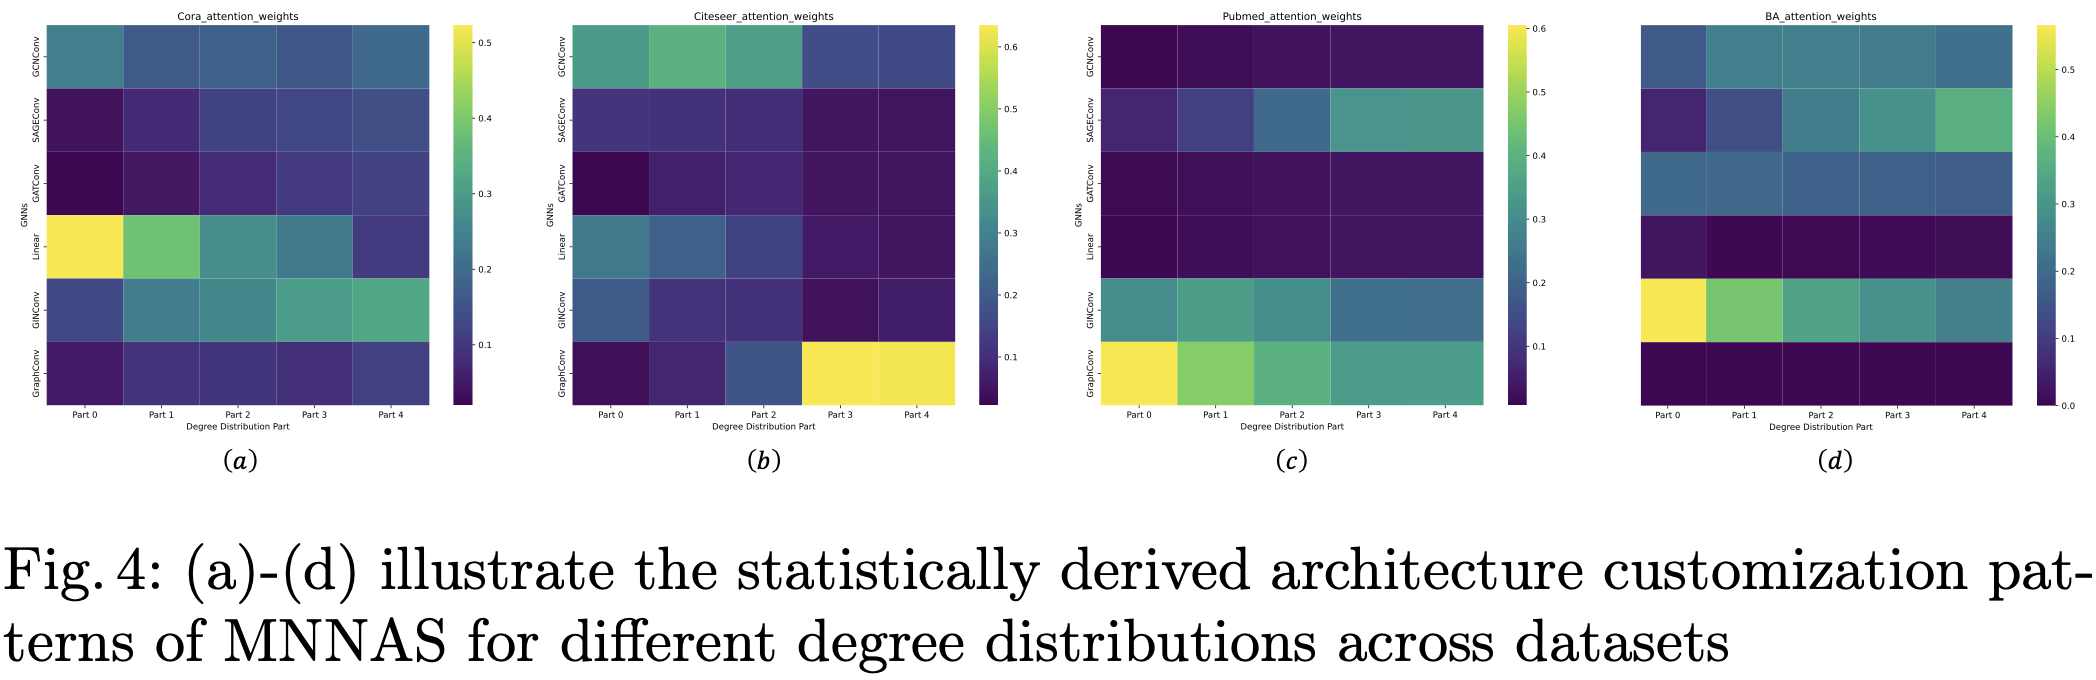 Cora_attention_weights
GNNs
GCNConv
SAGEConv
GATConv
Linear
GINConv
GraphConv
Part 0 Part 1 Part 2 Part 3 Part 4
Degree Distribution Part
0.5
0.4
0.3
0.2
0.1
(a)
Citeseer_attention_weights
GNNs
GCNConv
SAGEConv
GATConv
Linear
GINConv
GraphConv
Part 0 Part 1 Part 2 Part 3 Part 4
Degree Distribution Part
0.6
0.5
0.4
0.3
0.2
0.1
(b)
Pubmed_attention_weights
GNNs
GCNConv
SAGEConv
GATConv
Linear
GINConv
GraphConv
Part 0 Part 1 Part 2 Part 3 Part 4
Degree Distribution Part
0.6
0.5
0.4
0.3
0.2
0.1
(c)
BA_attention_weights
Part 0 Part 1 Part 2 Part 3 Part 4
Degree Distribution Part
0.5
0.4
0.3
0.2
0.1
0.0
(d)
Fig. 4: (a)-(d) illustrate the statistically derived architecture customization pat-
terns of MNNAS for different degree distributions across datasets